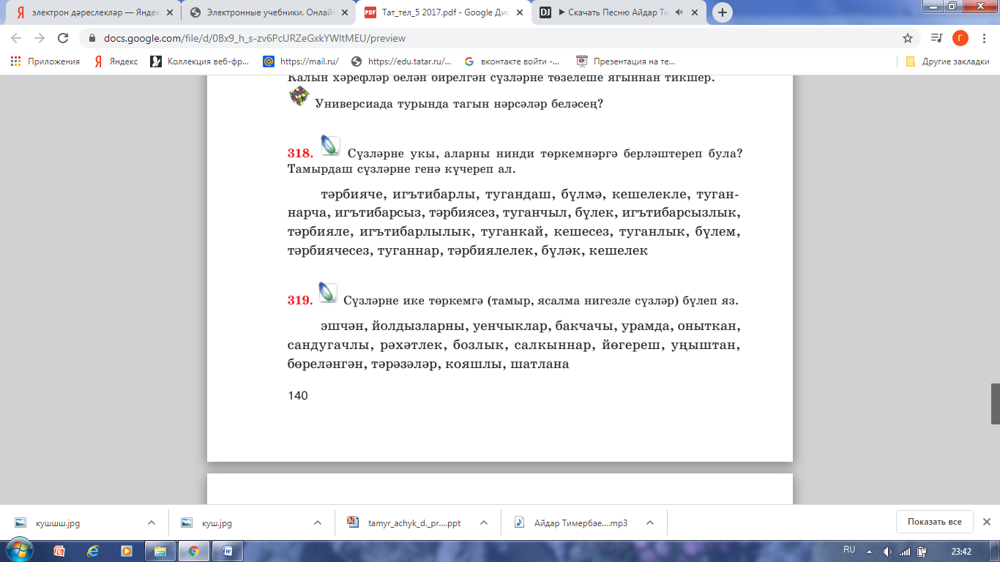 электрон дәреслекләр — Яндек
Электронные учебники. Онлайн
Тат_тел_5 2017.pdf - Google Дис
Скачать Песню Айдар Ти
docs.google.com/file/d/0Bx9_h_s-zv6PcURZeGxkYWItMEU/preview
Приложения
Яндекс
Коллекция веб-фр...
https://mail.ru/
https://edu.tatar.ru/...
вконтакте войти -...
Презентация на те...
Другие закладки
Калын хәрефләр белән бирелгән сүзләрне төзелеше ягыннан тикшер.
Универсиада турында тагын нәрсәләр беләсең?
318. Сүзләрне укы, аларны нинди төркемнәргә берләштереп була?
Тамырдаш сүзләрне генә күчереп ал.
тәрбияче, игътибарлы, тугандаш, бүлмә, кешелекле, туган-
нарча, игътибарсыз, тәрбиясез, туганчыл, бүлек, игътибарсызлык,
тәрбияле, игътибарлылык, туганкай, кешесез, туганлык, бүлем,
тәрбиячесез, туганнар, тәрбиялелек, бүләк, кешелек
319. Сүзләрне ике төркемгә (тамыр, ясалма нигезле сүзләр) бүлеп яз.
эшчән, йолдызларны, уенчыклар, бакчачы, урамда, оныткан,
сандугачлы, рәхәтлек, бозлык, салкыннар, йөгереш, уңыштан,
бөреләнгән, тәрәзәләр, кояшлы, шатлана
140
кушшш.jpg
куш.jpg
tamyr_achyk_d._pr....ppt
Айдар Тимербае....mp3
Показать все
RU
23:42